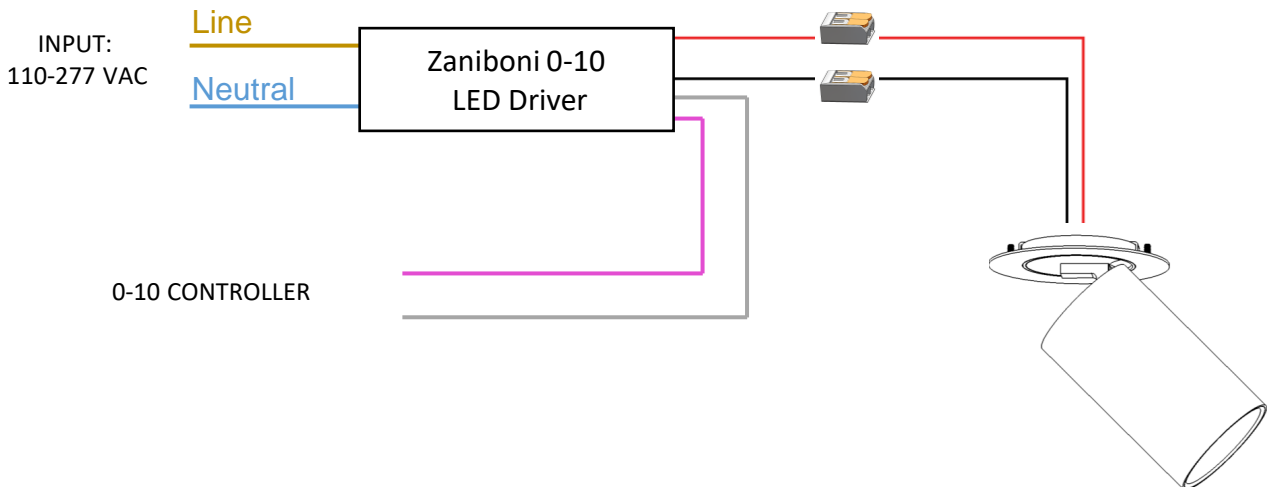 Line
INPUT:
110-277 VAC
Neutral
Zaniboni 0-10
LED Driver
0-10 CONTROLLER